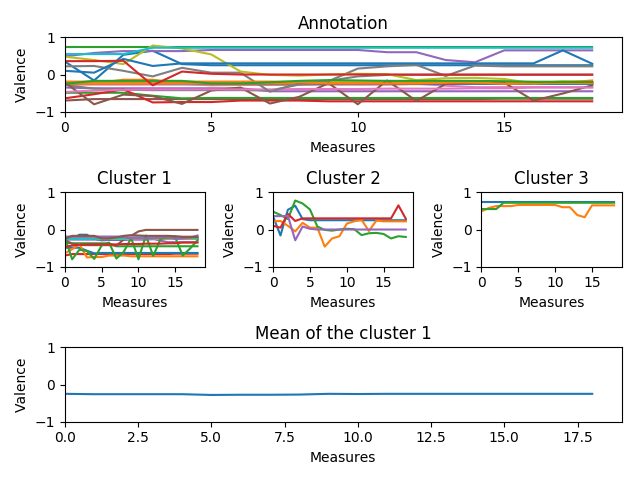 Annotation
Valence
1
0
−1
0 5 10 15
Measures
Cluster 1 Cluster 2 Cluster 3
Valence Valence Valence
1 1 1
0 0 0
−1 −1 −1
0 5 10 15 0 5 10 15 0 5 10 15
Measures Measures Measures
Mean of the cluster 1
Valence
1
0
−1
0.0 2.5 5.0 7.5 10.0 12.5 15.0 17.5
Measures